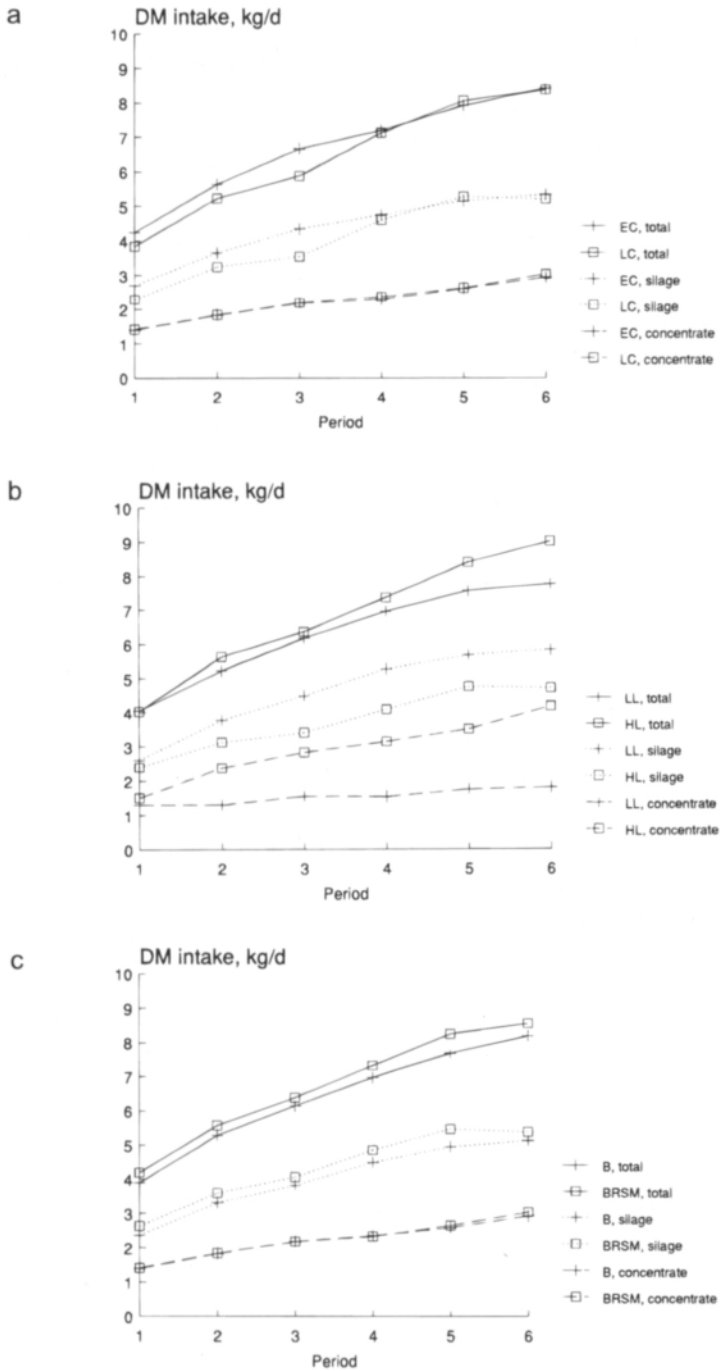 a
DM intake, kg/d
10
9
8
7
6
5
4
3
2
1
0
1 2 3 4 5 6
Period
EC, total
LC, total
EC, silage
LC, silage
EC, concentrate
LC, concentrate
b
DM intake, kg/d
10
9
8
7
6
5
4
3
2
1
0
1 2 3 4 5 6
Period
LL, total
HL, total
LL, silage
HL, silage
LL, concentrate
HL, concentrate
c
DM intake, kg/d
10
9
8
7
6
5
4
3
2
1
0
1 2 3 4 5 6
Period
B, total
BRSM, total
B, silage
BRSM, silage
B, concentrate
BRSM, concentrate